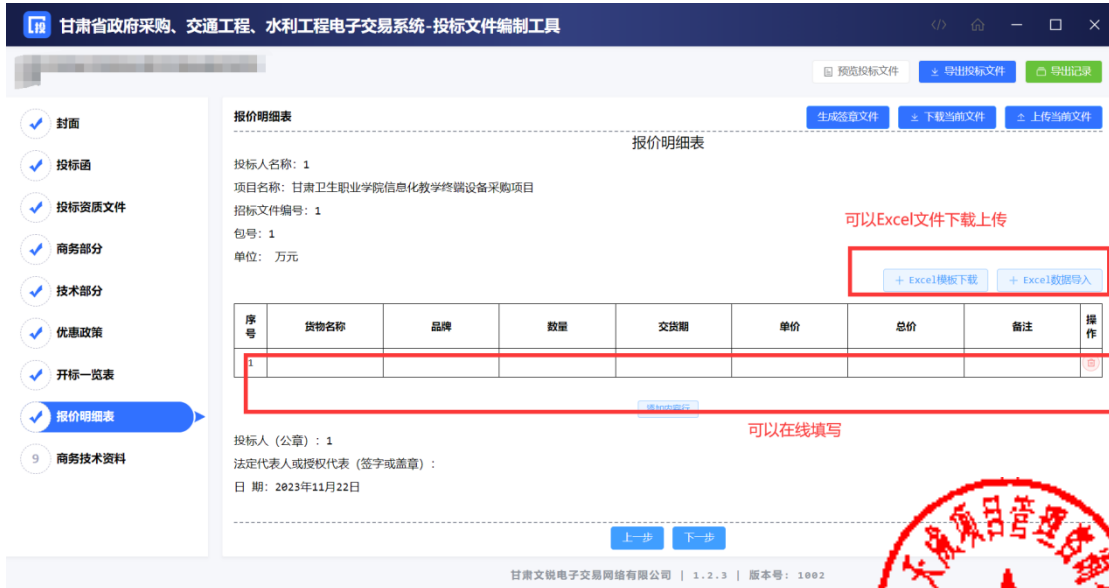 投 甘肃省政府采购、交通工程、水利工程电子交易系统-投标文件编制工具
预览投标文件 导出投标文件 导出记录
封面
投标函
投标资质文件
商务部分
技术部分
优惠政策
开标一览表
报价明细表
9 商务技术资料
报价明细表 生成签章文件 下载当前文件 上传当前文件
报价明细表
投标人名称: 1
项目名称: 甘肃卫生职业学院信息化教学终端设备采购项目
招标文件编号: 1
包号: 1
单位: 万元
可以Excel文件下载上传
+ Excel模板下载 + Excel数据导入
序号 货物名称 品牌 数量 交货期 单价 总价 备注 操作
1
添加内容行
可以在线填写
投标人 (公章) : 1
法定代表人或授权代表 (签字或盖章) :
日 期: 2023年11月22日
上一步 下一步
甘肃文锐电子交易网络有限公司 | 1.2.3 | 版本号: 1002
项目管理